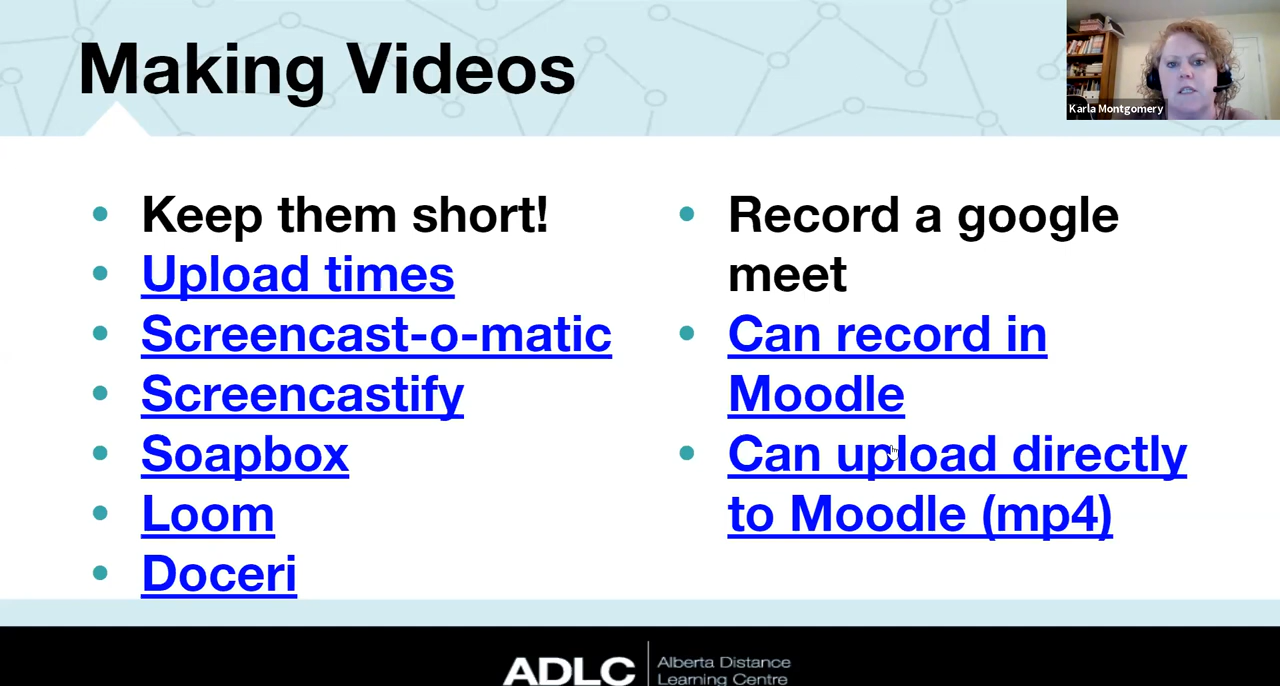 Making Videos
Karla Montgomery
Keep them short!
Upload times
Screencast-o-matic
Screencastify
Soapbox
Loom
Doceri
Record a google
meet
Can record in
Moodle
Can upload directly
to Moodle (mp4)
ADLC
Alberta Distance
Learning Centre